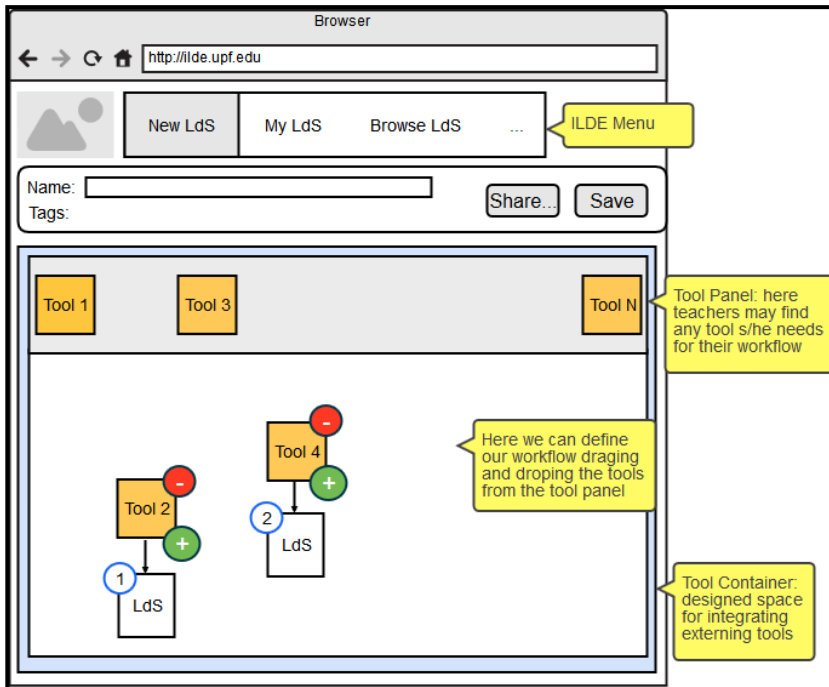 Browser
http://ilde.upf.edu
New LdS
My LdS
Browse LdS
...
ILDE Menu
Name:
Tags:
Share...
Save
Tool 1
Tool 3
Tool N
Tool Panel: here
teachers may find
any tool s/he needs
for their workflow
Tool 4
-
+
2
LdS
Here we can define
our workflow draging
and droping the tools
from the tool panel
Tool 2
-
+
1
LdS
Tool Container:
designed space
for integrating
externing tools